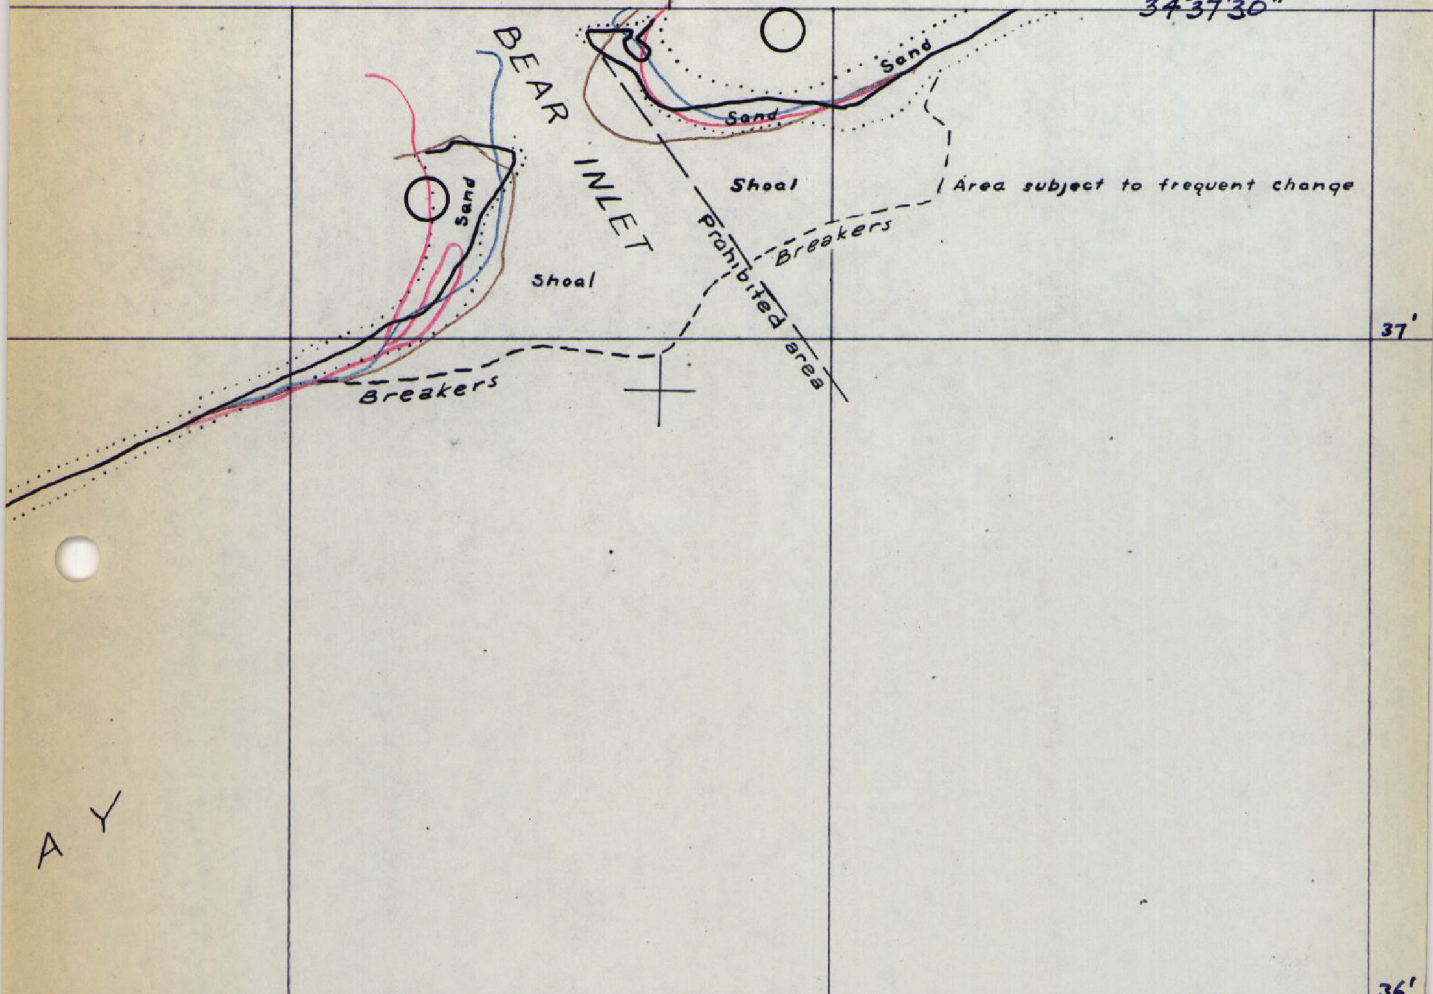 34°37'30"
BEAR
INLET
Sand
Sand
Sand
Shoal
Area subject to frequent change
Prohibited area
Breakers
Shoal
37'
Breakers
A Y
36'